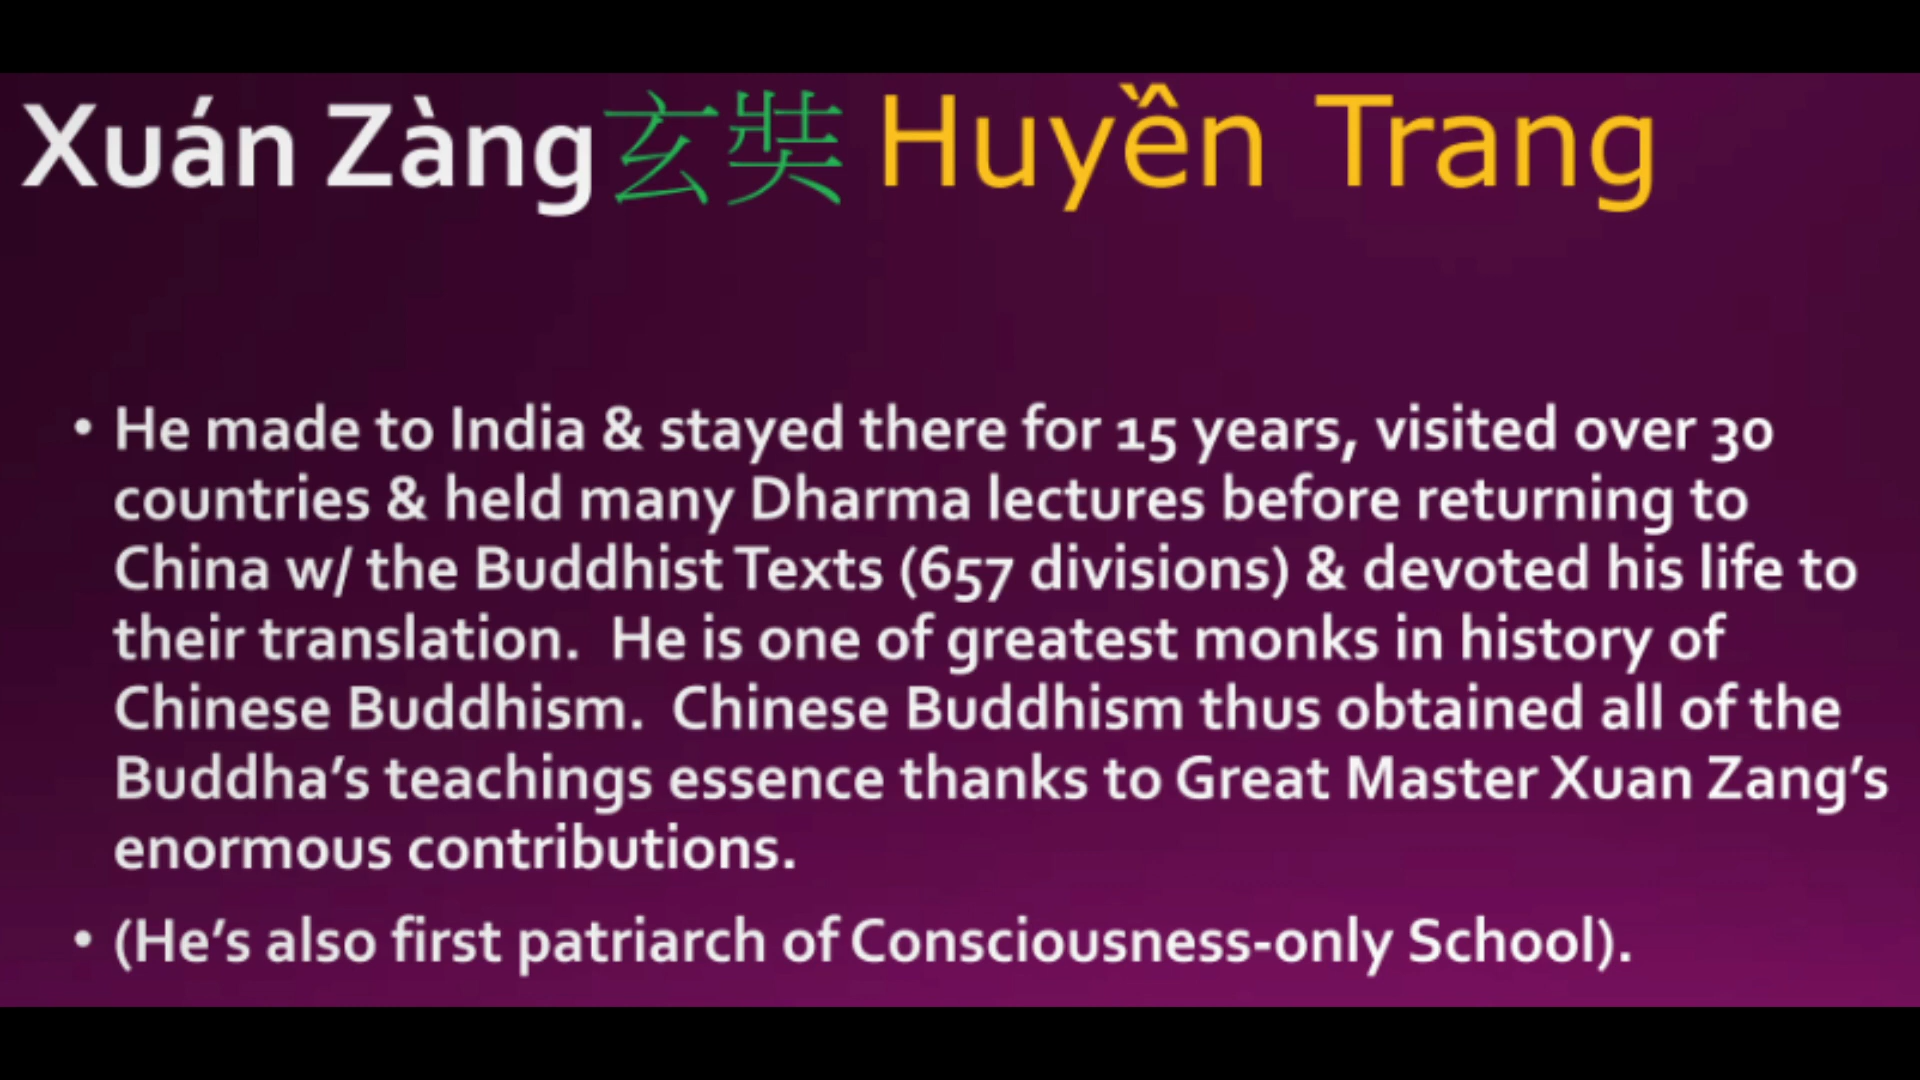 Xuán Zàng玄奘 Huyền Trang
• He made to India & stayed there for 15 years, visited over 30
countries & held many Dharma lectures before returning to
China w/ the Buddhist Texts (657 divisions) & devoted his life to
their translation.  He is one of greatest monks in history of
Chinese Buddhism.  Chinese Buddhism thus obtained all of the
Buddha’s teachings essence thanks to Great Master Xuan Zang’s
enormous contributions.
• (He’s also first patriarch of Consciousness-only School).